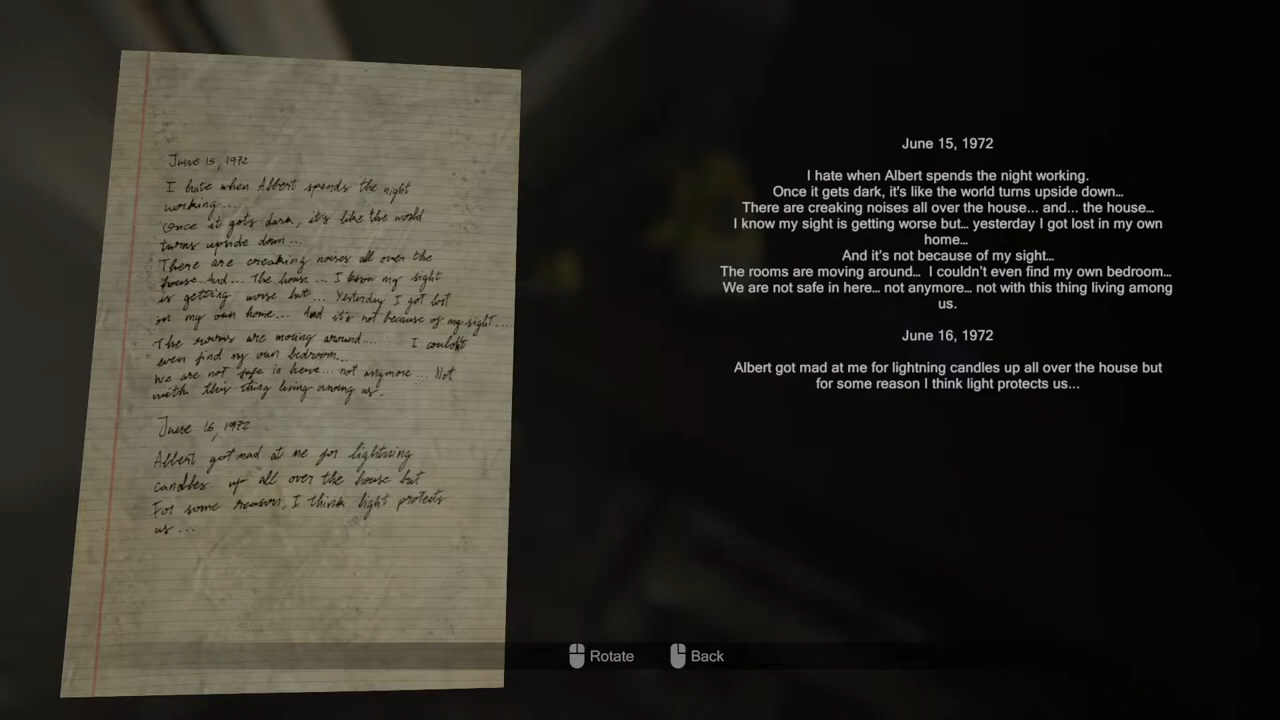 June 15, 1972
I hate when Albert spends the night
working...
Once it gets dark, it's like the world
turns upside down...
There are creaking noises all over the
house. And... The house... I know my sight
is getting worse but... Yesterday I got lost
in my own home... And it's not because of my sight...
The rooms are moving around... I couldn't
even find my own bedroom...
We are not safe in here... not anymore... Not
with this thing living among us.
June 16, 1972
Albert got mad at me for lightning
candles up all over the house but
For some reason, I think light protects
us...
June 15, 1972
I hate when Albert spends the night working.
Once it gets dark, it's like the world turns upside down...
There are creaking noises all over the house... and... the house...
I know my sight is getting worse but... yesterday I got lost in my own
home...
And it's not because of my sight...
The rooms are moving around... I couldn't even find my own bedroom...
We are not safe in here... not anymore... not with this thing living among
us.
June 16, 1972
Albert got mad at me for lightning candles up all over the house but
for some reason I think light protects us...
Rotate
Back